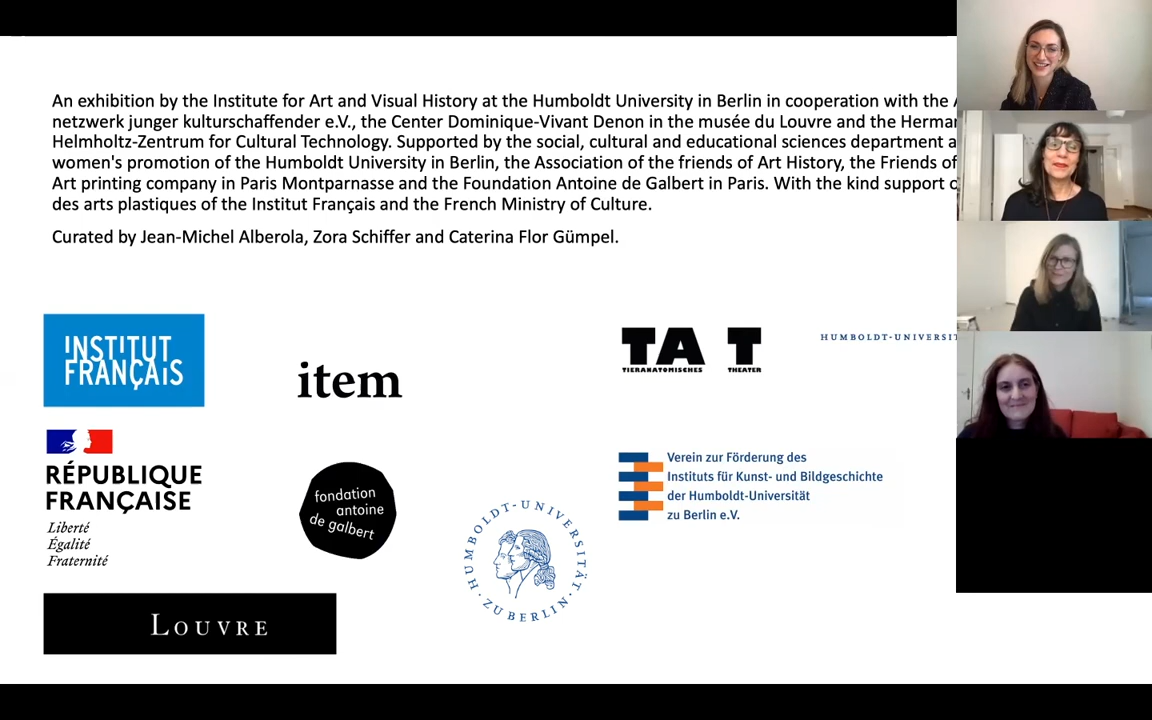 An exhibition by the Institute for Art and Visual History at the Humboldt University in Berlin in cooperation with the
netzwerk junger kulturschaffender e.V., the Center Dominique-Vivant Denon in the musée du Louvre and the Herman
Helmholtz-Zentrum for Cultural Technology. Supported by the social, cultural and educational sciences department a
women's promotion of the Humboldt University in Berlin, the Association of the friends of Art History, the Friends of
Art printing company in Paris Montparnasse and the Foundation Antoine de Galbert in Paris. With the kind support
des arts plastiques of the Institut Français and the French Ministry of Culture.
Curated by Jean-Michel Alberola, Zora Schiffer and Caterina Flor Gümpel.
INSTITUT
FRANÇAIS
item
TA T
TIERANATOMISCHES THEATER
HUMBOLDT-UNIVERSIT
RÉPUBLIQUE
FRANÇAISE
Liberté
Égalité
Fraternité
fondation
antoine
de galbert
HUMBOLDT-UNIVERSITÄT
· ZU BERLIN ·
Verein zur Förderung des
Instituts für Kunst- und Bildgeschichte
der Humboldt-Universität
zu Berlin e.V.
LOUVRE